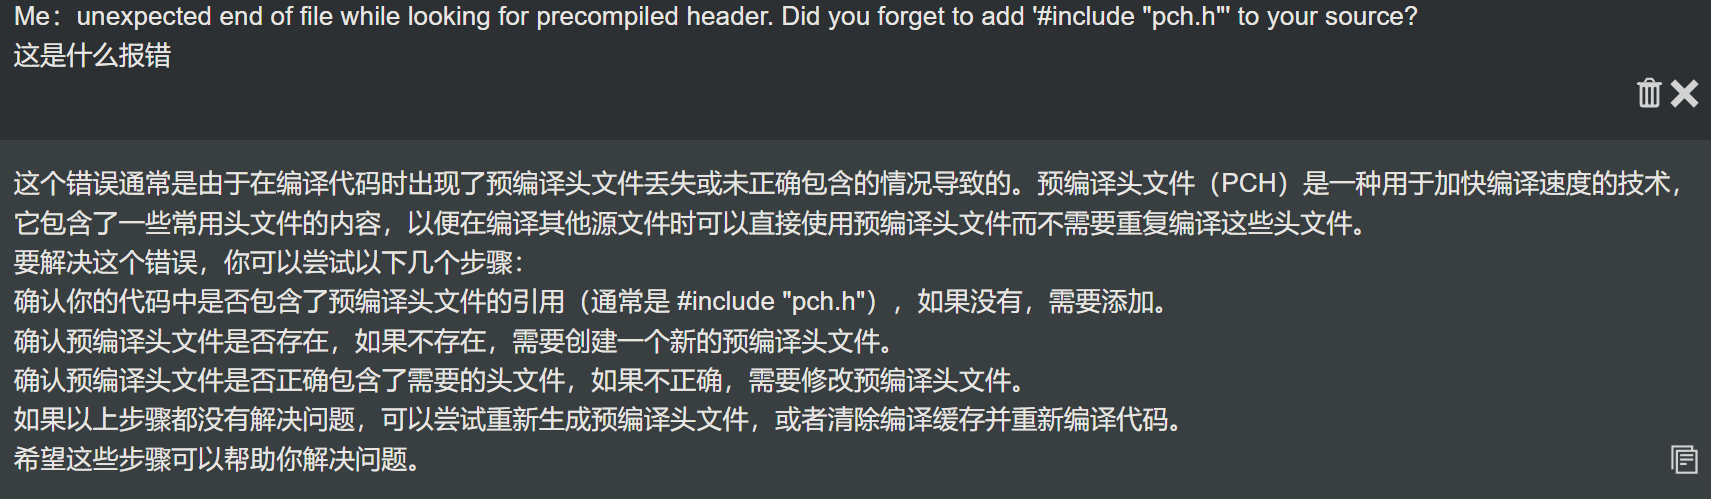 Me：unexpected end of file while looking for precompiled header. Did you forget to add '#include "pch.h"' to your source?
这是什么报错
这个错误通常是由于在编译代码时出现了预编译头文件丢失或未正确包含的情况导致的。预编译头文件（PCH）是一种用于加快编译速度的技术，
它包含了一些常用头文件的内容，以便在编译其他源文件时可以直接使用预编译头文件而不需要重复编译这些头文件。
要解决这个错误，你可以尝试以下几个步骤：
确认你的代码中是否包含了预编译头文件的引用（通常是 #include "pch.h"），如果没有，需要添加。
确认预编译头文件是否存在，如果不存在，需要创建一个新的预编译头文件。
确认预编译头文件是否正确包含了需要的头文件，如果不正确，需要修改预编译头文件。
如果以上步骤都没有解决问题，可以尝试重新生成预编译头文件，或者清除编译缓存并重新编译代码。
希望这些步骤可以帮助你解决问题。